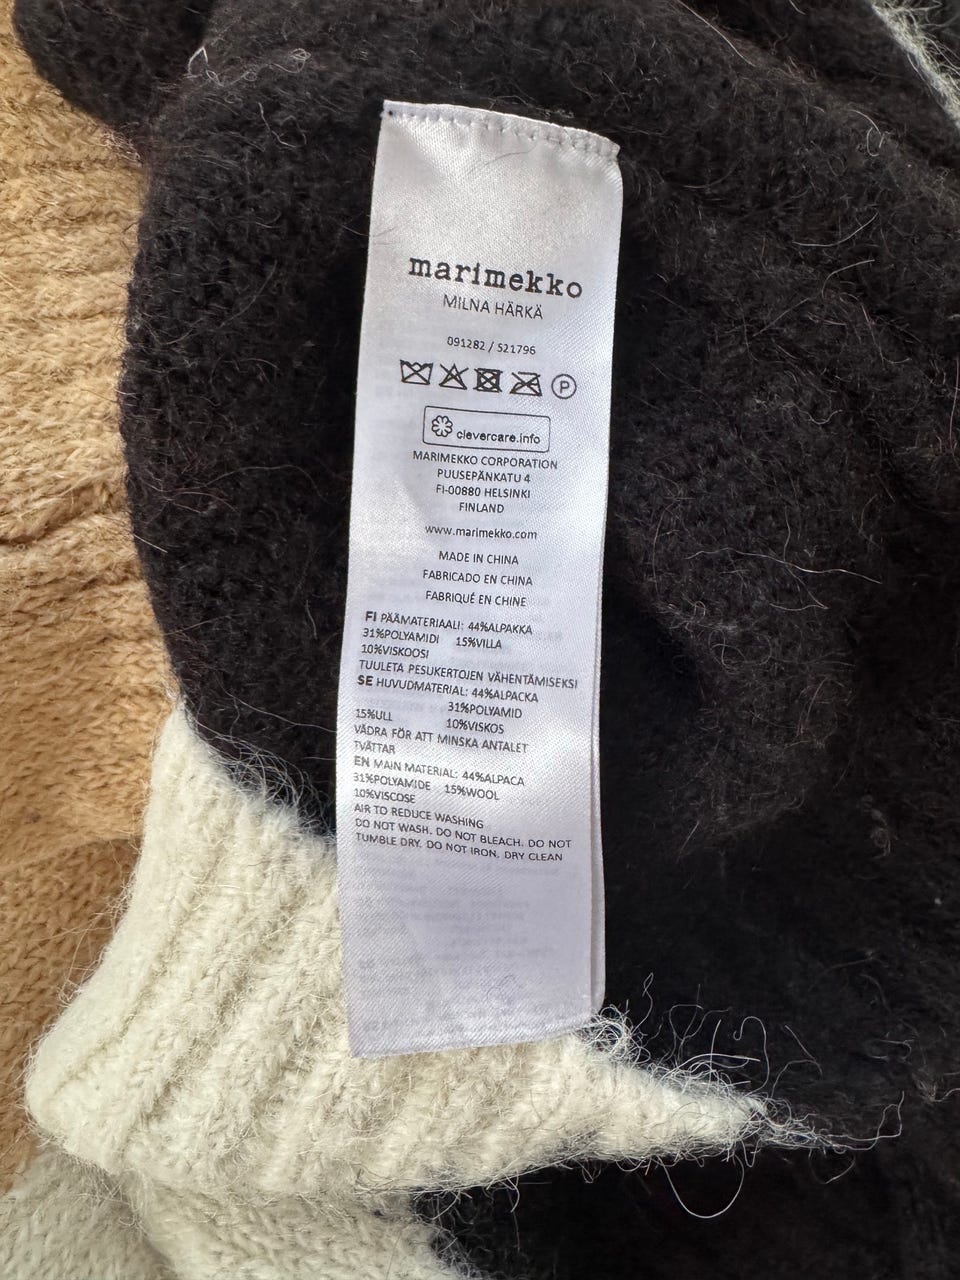 marimekko
MILNA HÄRKÄ
091282 / 521796
P
clevercare.info
MARIMEKKO CORPORATION
PUUSEPÄNKATU 4
FI-00880 HELSINKI
FINLAND
www.marimekko.com
MADE IN CHINA
FABRICADO EN CHINA
FABRIQUÉ EN CHINE
FI PÄÄMATERIAALI: 44%ALPAKKA
31%POLYAMIDI 15%VILLA
10%VISKOOSI
TUULETA PESUKERTOJEN VÄHENTÄMISEKSI
SE HUVUDMATERIAL: 44%ALPACKA
31%POLYAMID
15%ULL 10%VISKOS
VÄDRA FÖR ATT MINSKA ANTALET
TVÄTTAR
EN MAIN MATERIAL: 44%ALPACA
31%POLYAMIDE 15%WOOL
10%VISCOSE
AIR TO REDUCE WASHING
DO NOT WASH. DO NOT BLEACH. DO NOT
TUMBLE DRY. DO NOT IRON. DRY CLEAN